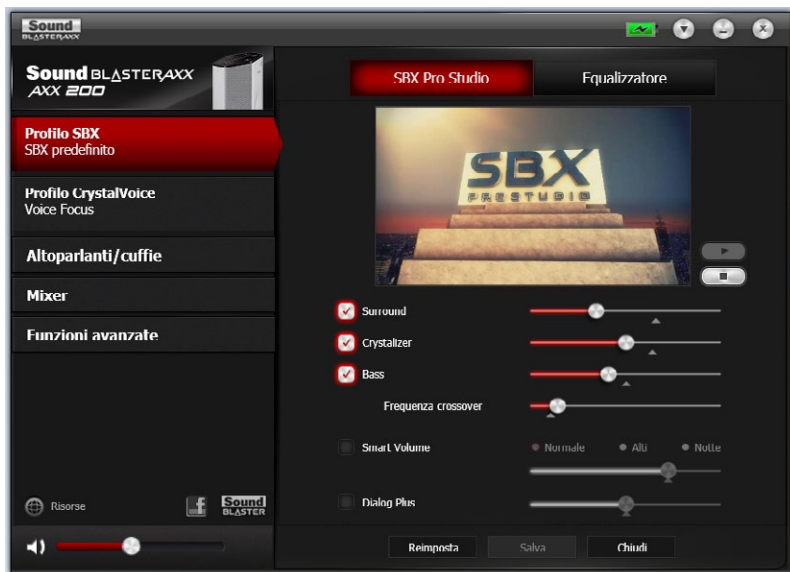 Sound
BLASTERAXX
Sound BLASTERAXX
AXX 200
SBX Pro Studio
Equalizzatore
Profilo SBX
SBX predefinito
Profilo CrystalVoice
Voice Focus
Altoparlanti/cuffie
Mixer
Funzioni avanzate
SBX
PRESTUDIO
Surround
Crystalizer
Bass
Frequenza crossover
Smart Volume
Normale
Alti
Notte
Dialog Plus
Risorse
f
Sound
BLASTER
Reimposta
Salva
Chiudi